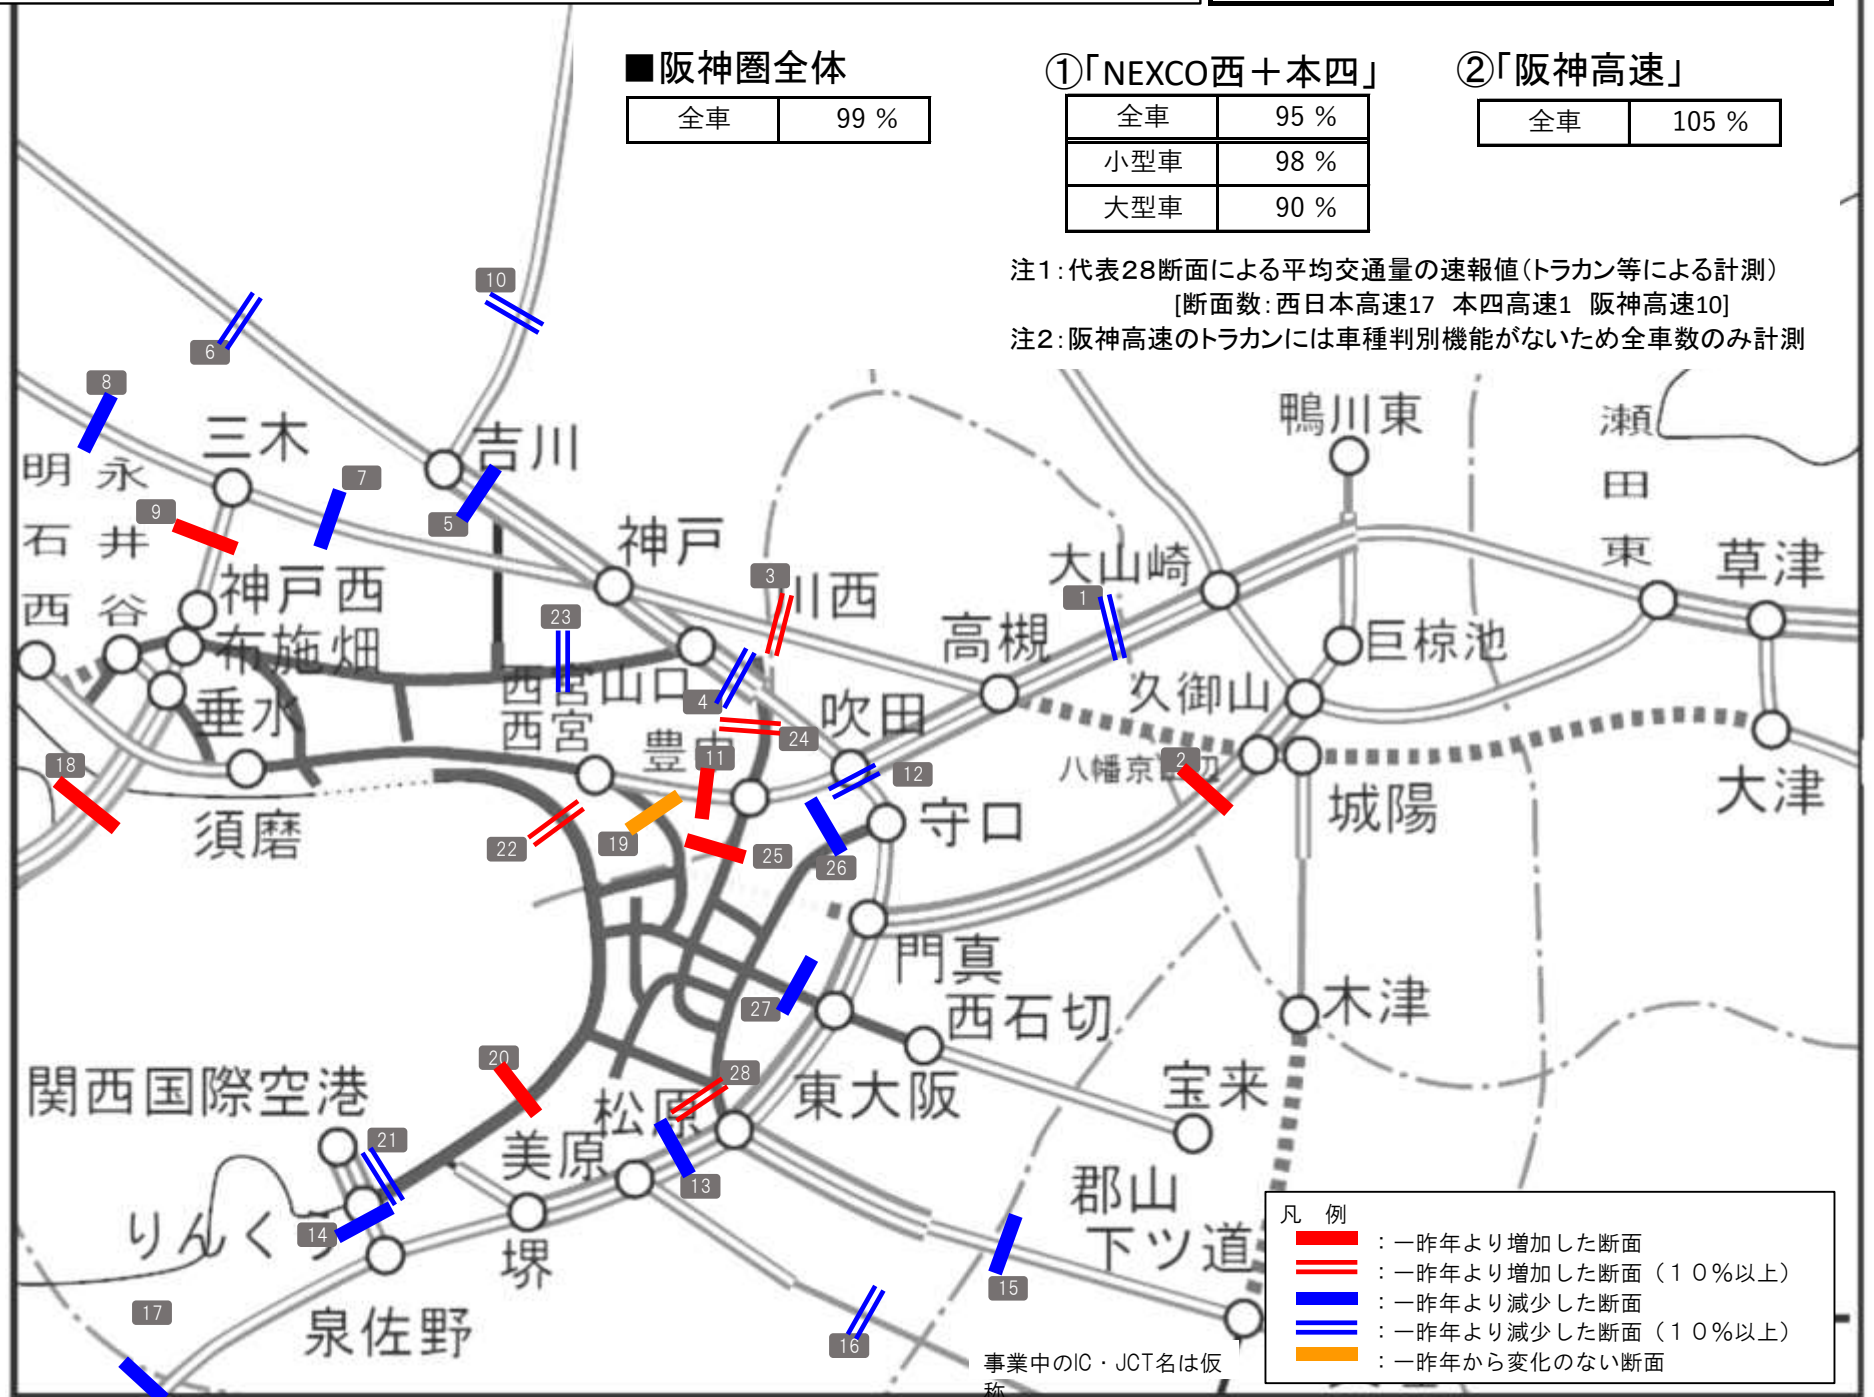 ■阪神圏全体
全車 99 %
①「NEXCO西＋本四」
全車 95 %
小型車 98 %
大型車 90 %
②「阪神高速」
全車 105 %
注１：代表２８断面による平均交通量の速報値（トラカン等による計測）
[断面数：西日本高速17 本四高速1 阪神高速10]
注２：阪神高速のトラカンには車種判別機能がないため全車数のみ計測
10
6
8
三木
吉川
鴨川東
瀬田東
明石西
永井谷
7
9
5
神戸
大山崎
草津
神戸西
3
川西
1
23
高槻
巨椋池
布施畑
西宮山口
4
久御山
垂水
西宮
吹田
24
豊中
11
18
12
八幡京田辺
2
大津
須磨
22
19
25
26
守口
城陽
門真
27
西石切
木津
20
28
関西国際空港
松原
東大阪
宝来
21
美原
13
郡山下ツ道
りんくう
14
堺
15
17
泉佐野
16
事業中のIC・JCT名は仮
称
凡 例
：一昨年より増加した断面
：一昨年より増加した断面（１０％以上）
：一昨年より減少した断面
：一昨年より減少した断面（１０％以上）
：一昨年から変化のない断面